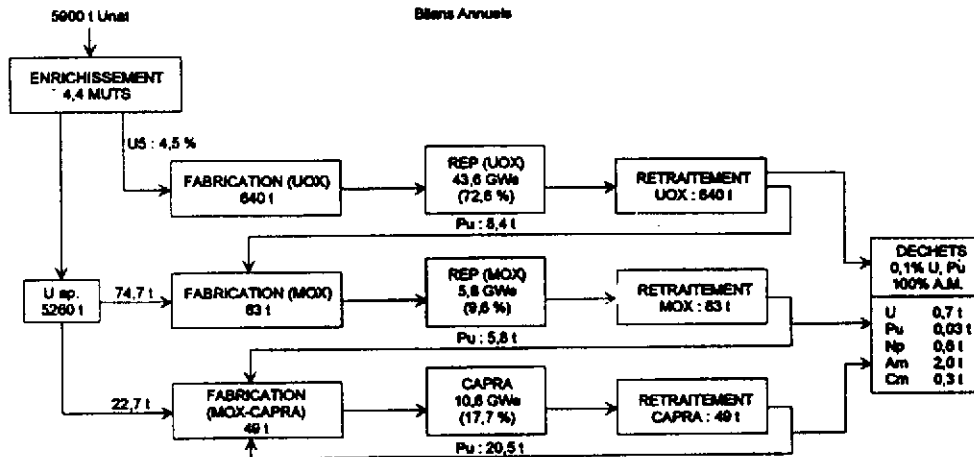 5900 t Unat
Bilans Annuels
ENRICHISSEMENT
4,4 MUTS
U5 : 4,5 %
FABRICATION (UOX)
640 t
REP (UOX)
43,6 GWe
(72,6 %)
RETRAITEMENT
UOX : 640 t
Pu : 8,4 t
DECHETS
0,1% U, Pu
100% A.M.
U ap.
5260 t
74,7 t
FABRICATION (MOX)
83 t
REP (MOX)
5,8 GWe
(9,6 %)
RETRAITEMENT
MOX : 83 t
Pu : 5,8 t
U 0,7 t
Pu 0,03 t
Np t
Am 2,0 t
Cm 0,3 t
22,7 t
FABRICATION
(MOX-CAPRA)
49 t
CAPRA
10,6 GWe
(17,7 %)
RETRAITEMENT
CAPRA : 49 t
Pu : 20,5 t